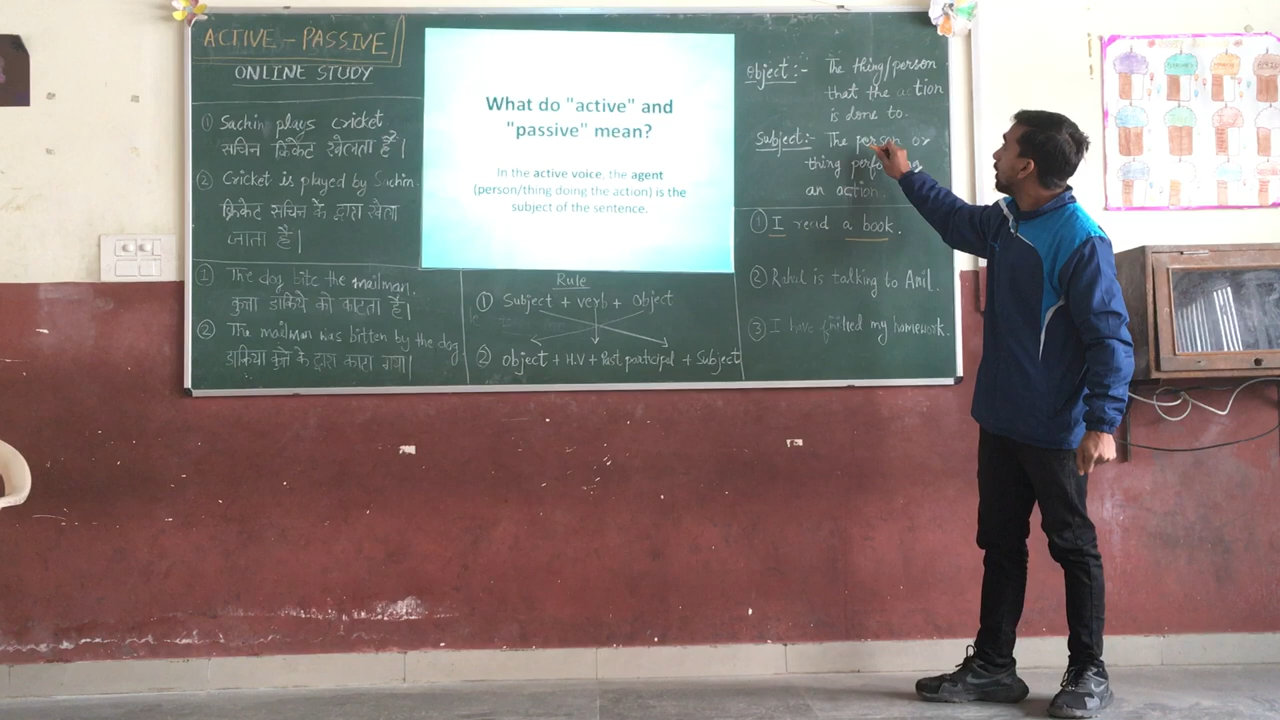 ACTIVE - PASSIVE
ONLINE STUDY
① Sachin plays cricket
सचिन क्रिकेट खेलता है।
② Cricket is played by Sachin.
क्रिकेट सचिन के द्वारा खेला
जाता है।
① The dog bite the mailman.
कुत्ता डाकिये को काटता है।
② The mailman was bitten by the dog.
डाकिया कुत्ते के द्वारा काटा गया।
What do "active" and
"passive" mean?
In the active voice, the agent
(person/thing doing the action) is the
subject of the sentence.
Rule
① Subject + verb + object
② Object + H.V + Past participal + Subject
Object :- The thing/person
that the action
is done to.
Subject :- The person or
thing performing
an action.
① I read a book.
② Rahul is talking to Anil.
③ I have my homework.